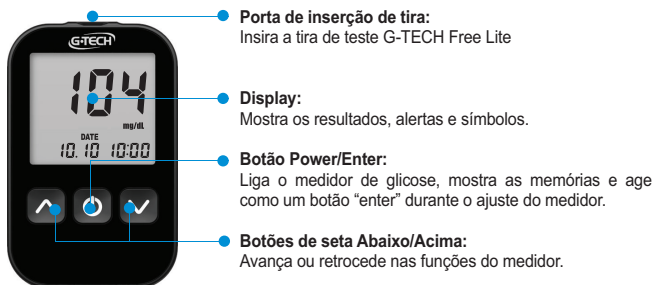 Porta de inserção de tira:
Insira a tira de teste G-TECH Free Lite
G-TECH
104
mg/dL
DATE
10.10 10:00
Display:
Mostra os resultados, alertas e símbolos.
Botão Power/Enter:
Liga o medidor de glicose, mostra as memórias e age
como um botão “enter” durante o ajuste do medidor.
Botões de seta Abaixo/Acima:
Avança ou retrocede nas funções do medidor.